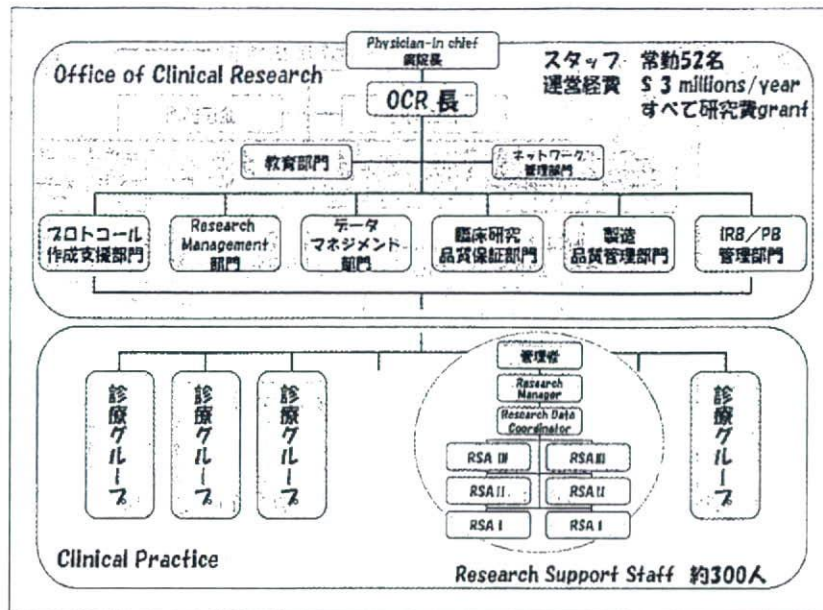 Physician-in chief
病院長
Office of Clinical Research
スタッフ 常勤52名
運営経費 $ 3 millions/year
すべて研究費grant
OCR 長
教育部門
ネットワーク
管理部門
プロトコール
作成支援部門
Research
Management
部門
データ
マネジメント
部門
臨床研究
品質保証部門
製造
品質管理部門
IRB/PB
管理部門
診療グループ
診療グループ
診療グループ
管理者
Research
Manager
Research Data
Coordinator
RSA III
RSA III
RSA II
RSA II
RSA I
RSA I
診療グループ
Clinical Practice
Research Support Staff 約300人